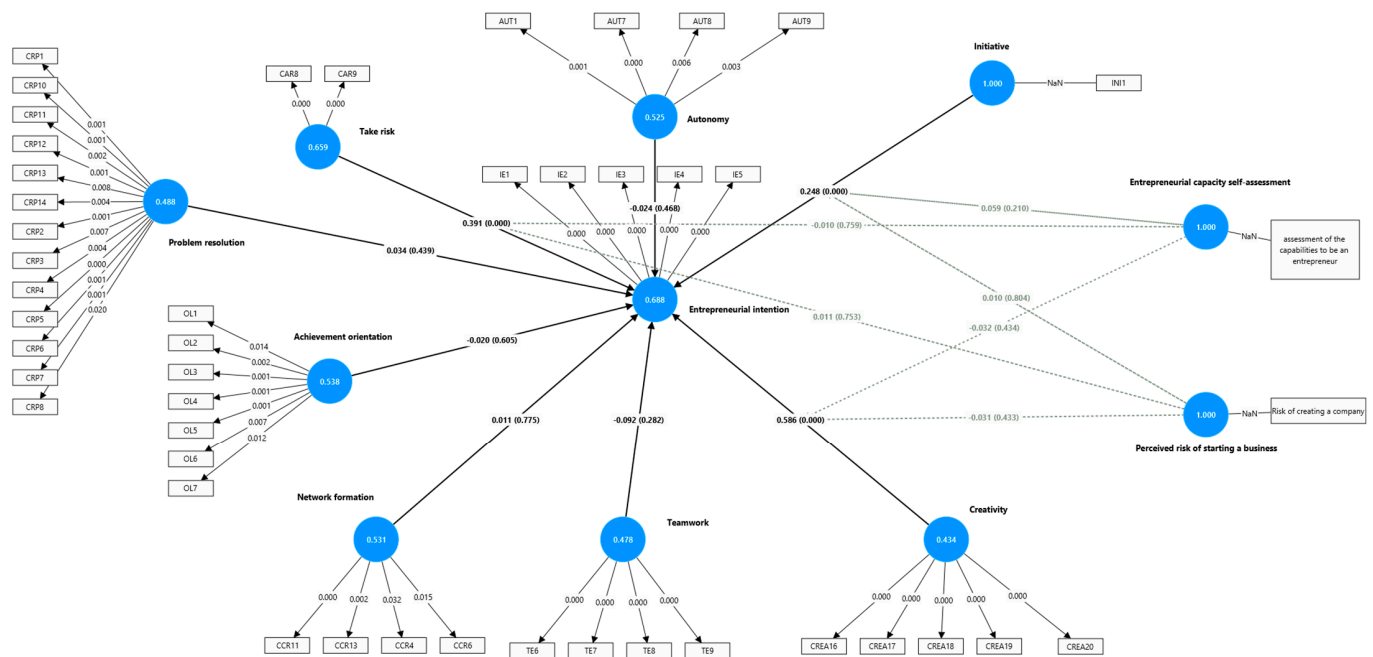 AUT1
AUT7
AUT8
AUT9
Initiative
CRP1
CAR8
CAR9
0.001
0.000
0.006
0.003
1.000
NaN
INI1
CRP10
0.000
0.000
0.525
Autonomy
CRP11
Take risk
0.659
CRP12
CRP13
CRP14
CRP2
CRP3
CRP4
CRP5
CRP6
CRP7
CRP8
0.001
0.001
0.002
0.001
0.008
0.004
0.001
0.007
0.004
0.000
0.001
0.001
0.020
0.488
Problem resolution
IE1
IE2
IE3
IE4
IE5
0.000
0.000
0.000
0.000
0.000
Entrepreneurial capacity self-assessment
0.248 (0.000)
-0.024 (0.468)
0.391 (0.000)
0.059 (0.210)
-0.010 (0.759)
1.000
NaN
assessment of the
capabilities to be an
entrepreneur
0.034 (0.439)
0.688
Entrepreneurial intention
0.010 (0.804)
0.011 (0.753)
-0.032 (0.434)
OL1
OL2
OL3
OL4
OL5
OL6
OL7
Achievement orientation
0.014
0.002
0.001
0.001
0.001
0.007
0.012
0.538
-0.020 (0.605)
0.011 (0.775)
-0.092 (0.282)
0.586 (0.000)
-0.031 (0.433)
1.000
NaN
Risk of creating a company
Perceived risk of starting a business
Network formation
Teamwork
Creativity
0.531
0.478
0.434
0.000
0.002
0.032
0.015
0.000
0.000
0.000
0.000
0.000
0.000
0.000
0.000
0.000
CCR11
CCR13
CCR4
CCR6
TE6
TE7
TE8
TE9
CREA16
CREA17
CREA18
CREA19
CREA20